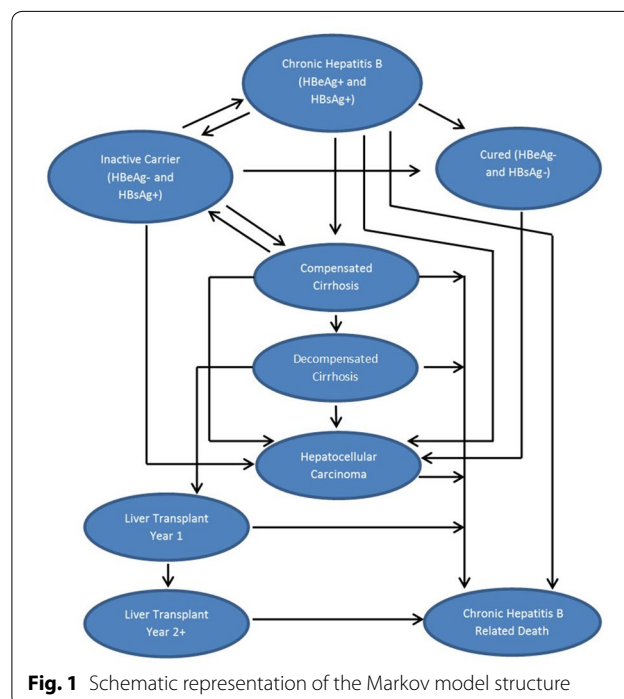 Chronic Hepatitis B
(HBeAg+ and
HBsAg+)
Inactive Carrier
(HBeAg- and
HBsAg+)
Cured (HBeAg-
and HBsAg-)
Compensated
Cirrhosis
Decompensated
Cirrhosis
Hepatocellular
Carcinoma
Liver Transplant
Year 1
Liver Transplant
Year 2+
Chronic Hepatitis B
Related Death
Fig. 1 Schematic representation of the Markov model structure